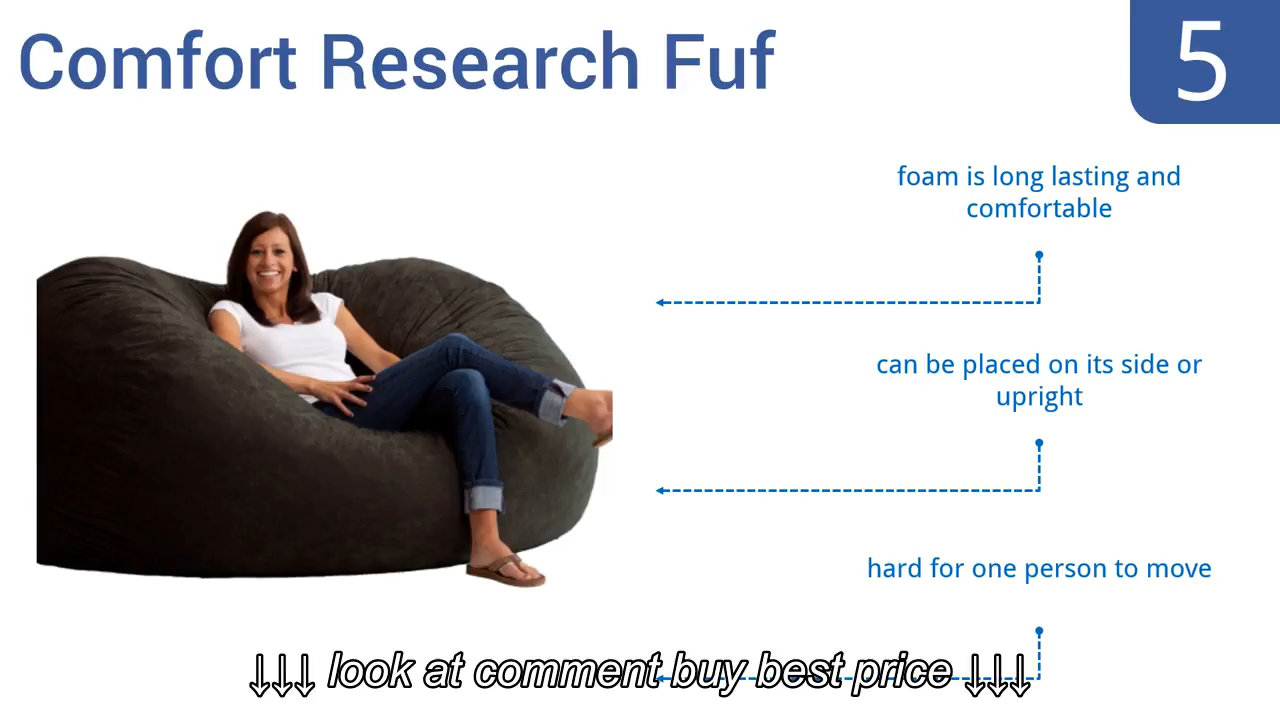 Comfort Research Fuf
5
foam is long lasting and
comfortable
can be placed on its side or
upright
hard for one person to move
↓↓↓ look at comment buy best price ↓↓↓